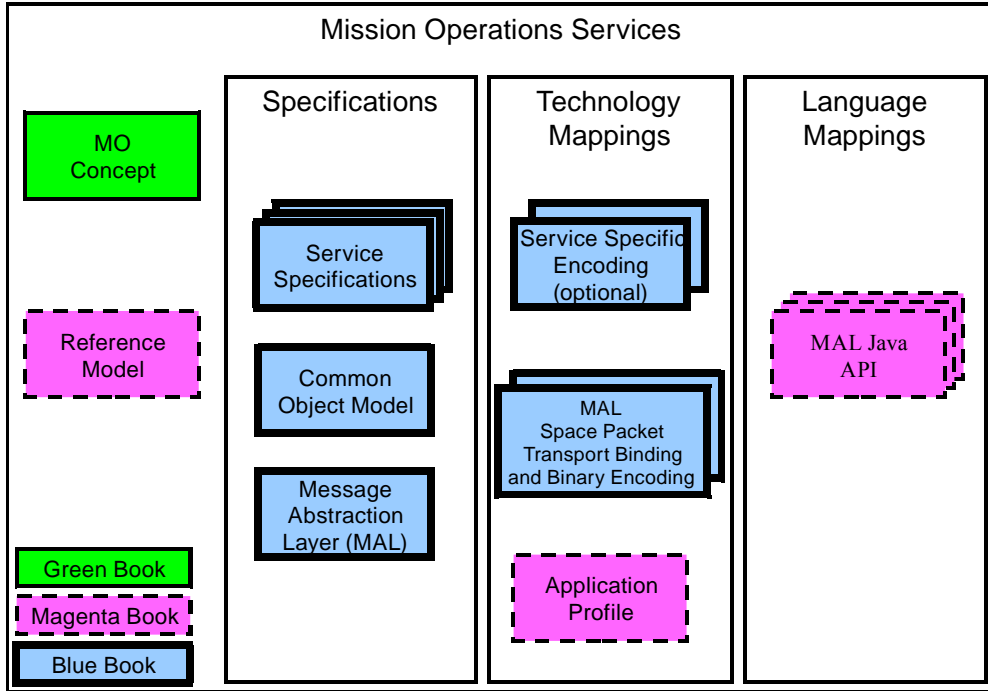 Mission Operations Services
MO
Concept
Reference
Model
Green Book
Magenta Book
Blue Book
Specifications
Service
Specifications
Common
Object Model
Message
Abstraction
Layer (MAL)
Technology
Mappings
Service Specific
Encoding
(optional)
MAL
Space Packet
Transport Binding
and Binary Encoding
Application
Profile
Language
Mappings
MAL Java
API